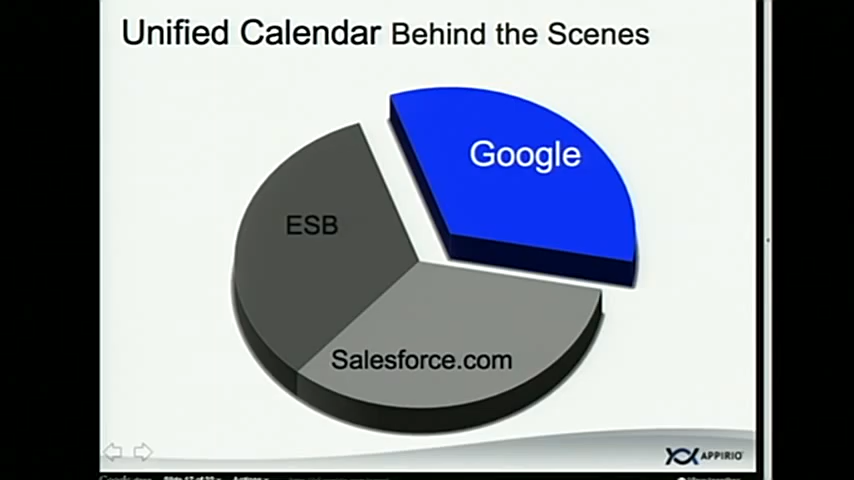 Unified Calendar Behind the Scenes
Google
ESB
Salesforce.com
APPIRIO